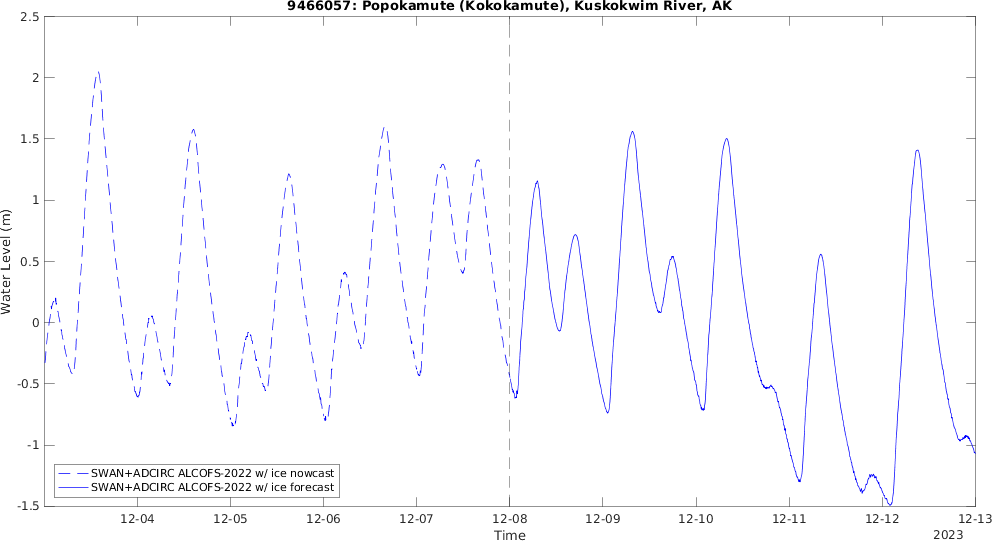 9466057: Popokamute (Kokokamute), Kuskokwim River, AK
2.5
2
1.5
1
0.5
0
-0.5
-1
-1.5
Water Level (m)
SWAN+ADCIRC ALCOFS-2022 w/ ice nowcast
SWAN+ADCIRC ALCOFS-2022 w/ ice forecast
12-04 12-05 12-06 12-07 12-08 12-09 12-10 12-11 12-12 12-13
Time
2023